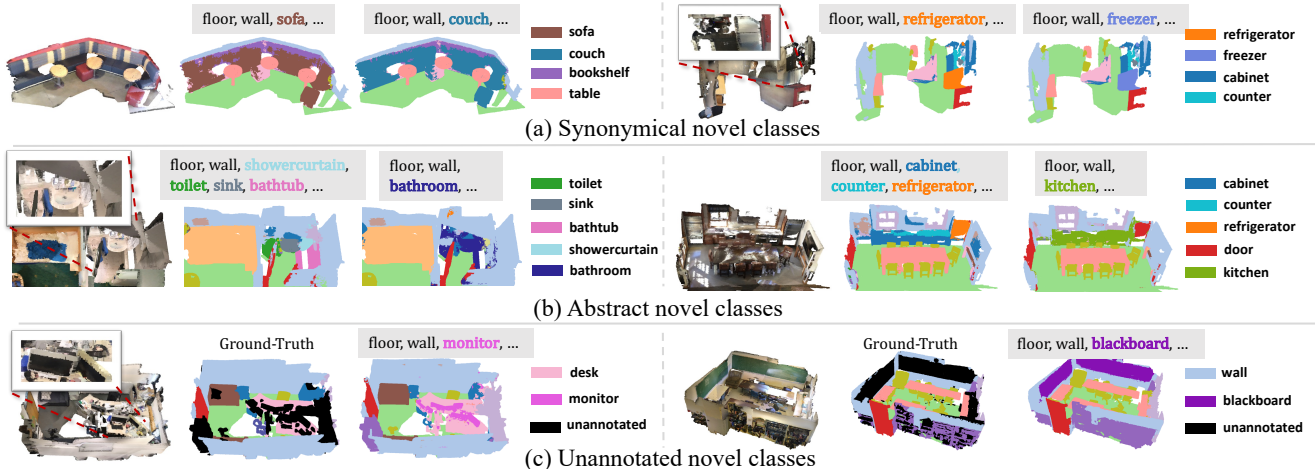 floor, wall, sofa, ...
floor, wall, couch, ...
sofa
couch
bookshelf
table
floor, wall, refrigerator, ...
floor, wall, freezer, ...
refrigerator
freezer
cabinet
counter
(a) Synonymical novel classes
floor, wall, showercurtain,
toilet, sink, bathtub, ...
floor, wall,
bathroom, ...
toilet
sink
bathtub
showercurtain
bathroom
floor, wall, cabinet,
counter, refrigerator, ...
floor, wall,
kitchen, ...
cabinet
counter
refrigerator
door
kitchen
(b) Abstract novel classes
Ground-Truth
floor, wall, monitor, ...
desk
monitor
unannotated
Ground-Truth
floor, wall, blackboard, ...
wall
blackboard
unannotated
(c) Unannotated novel classes